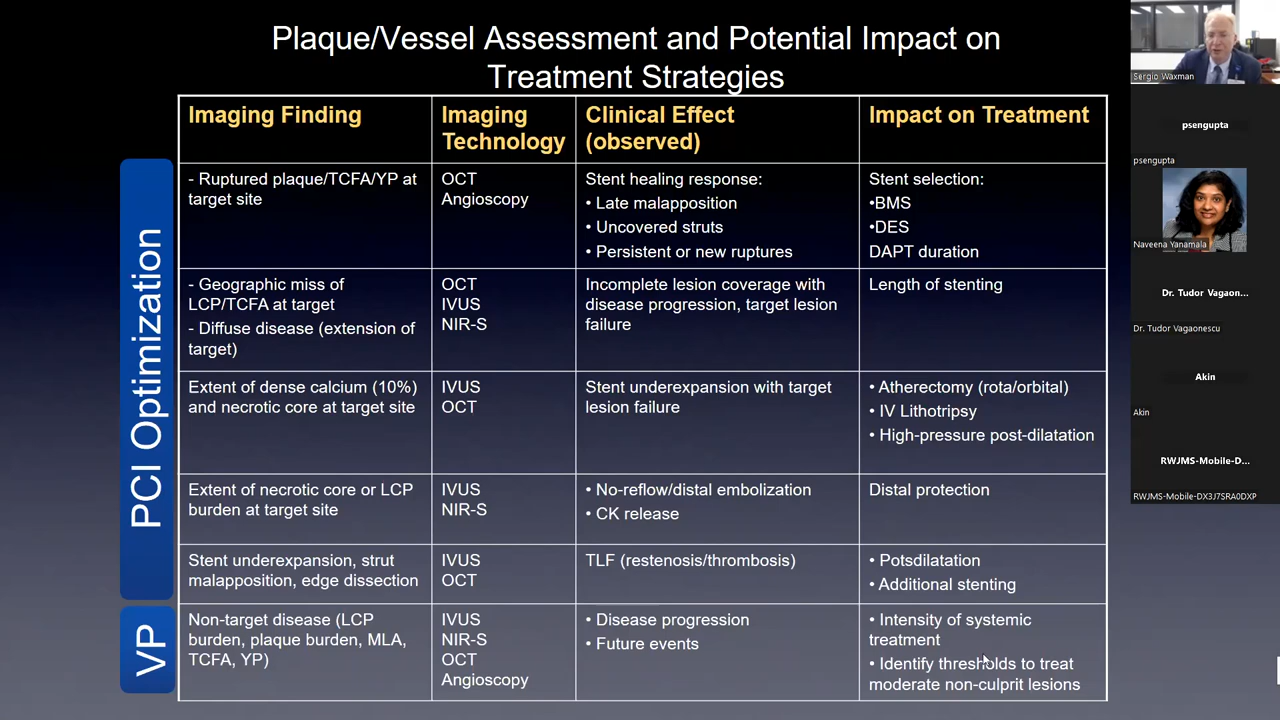 Plaque/Vessel Assessment and Potential Impact on
Treatment Strategies
Imaging Finding
Imaging
Technology
Clinical Effect
(observed)
Impact on Treatment
PCI Optimization
- Ruptured plaque/TCFA/YP at
target site
OCT
Angioscopy
Stent healing response:
• Late malapposition
• Uncovered struts
• Persistent or new ruptures
Stent selection:
•BMS
•DES
DAPT duration
- Geographic miss of
LCP/TCFA at target
- Diffuse disease (extension of
target)
OCT
IVUS
NIR-S
Incomplete lesion coverage with
disease progression, target lesion
failure
Length of stenting
Extent of dense calcium (10%)
and necrotic core at target site
IVUS
OCT
Stent underexpansion with target
lesion failure
• Atherectomy (rota/orbital)
• IV Lithotripsy
• High-pressure post-dilatation
Extent of necrotic core or LCP
burden at target site
IVUS
NIR-S
• No-reflow/distal embolization
• CK release
Distal protection
Stent underexpansion, strut
malapposition, edge dissection
IVUS
OCT
TLF (restenosis/thrombosis)
• Potsdilatation
• Additional stenting
VP
Non-target disease (LCP
burden, plaque burden, MLA,
TCFA, YP)
IVUS
NIR-S
OCT
Angioscopy
• Disease progression
• Future events
• Intensity of systemic
treatment
• Identify thresholds to treat
moderate non-culprit lesions
Sergio Waxman
psengupta
psengupta
Naveena Yanamala
Dr. Tudor Vagaon...
Dr. Tudor Vagaonescu
Akin
Akin
RWJMS-Mobile-D...
RWJMS-Mobile-DX3J7SRA0DXP